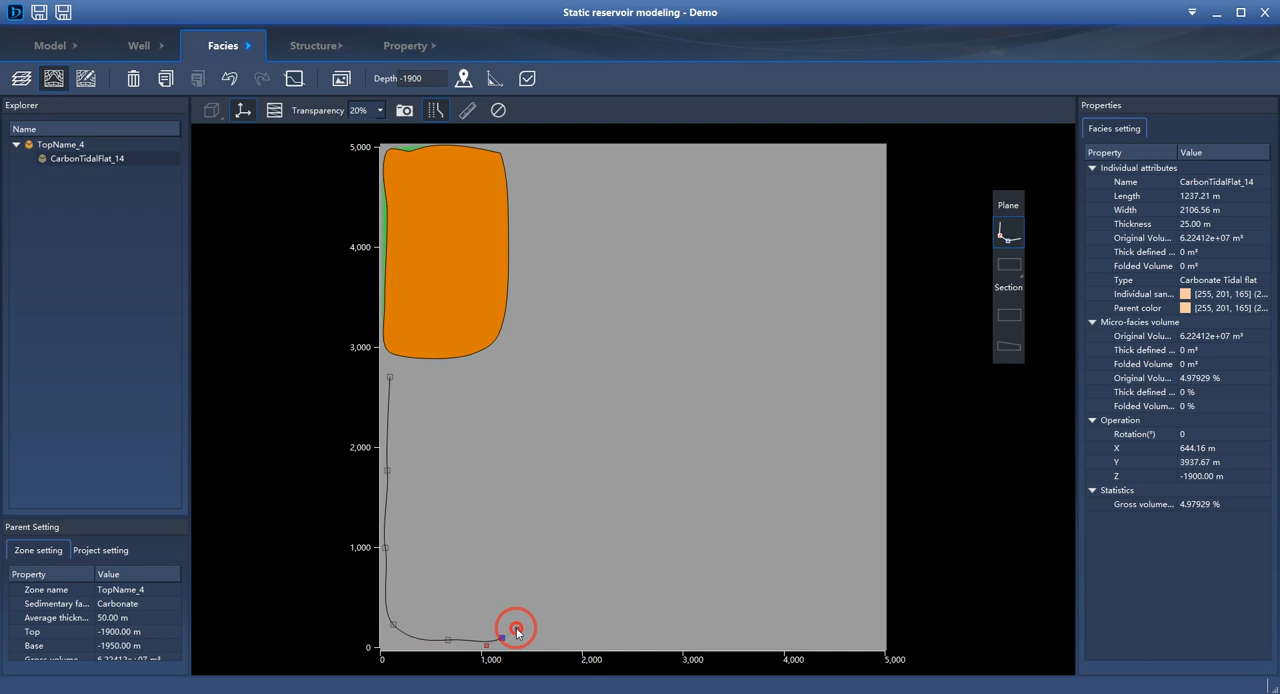 Static reservoir modeling - Demo
Model
Well
Facies
Structure
Property
Depth -1900
Explorer
Name
TopName_4
CarbonTidalFlat_14
Transparency 20%
5,000
4,000
3,000
2,000
1,000
0
0 1,000 2,000 3,000 4,000 5,000
Plane
Section
Parent Setting
Zone setting Project setting
Property Value
Zone name TopName_4
Sedimentary fa... Carbonate
Average thickn... 50.00 m
Top -1900.00 m
Base -1950.00 m
Gross volume 6.22412e+07 m³
Properties
Facies setting
Property Value
Individual attributes
Name CarbonTidalFlat_14
Length 1237.21 m
Width 2106.56 m
Thickness 25.00 m
Original Volu... 6.22412e+07 m³
Thick defined ... 0 m³
Folded Volume 0 m³
Type Carbonate Tidal flat
Individual san... [255, 201, 165] (2...
Parent color [255, 201, 165] (2...
Micro-facies volume
Original Volu... 6.22412e+07 m³
Thick defined ... 0 m³
Folded Volume 0 m³
Original Volu... 4.97929 %
Thick defined ... 0 %
Folded Volum... 0 %
Operation
Rotation(°) 0
X 644.16 m
Y 3937.67 m
Z -1900.00 m
Statistics
Gross volume... 4.97929 %